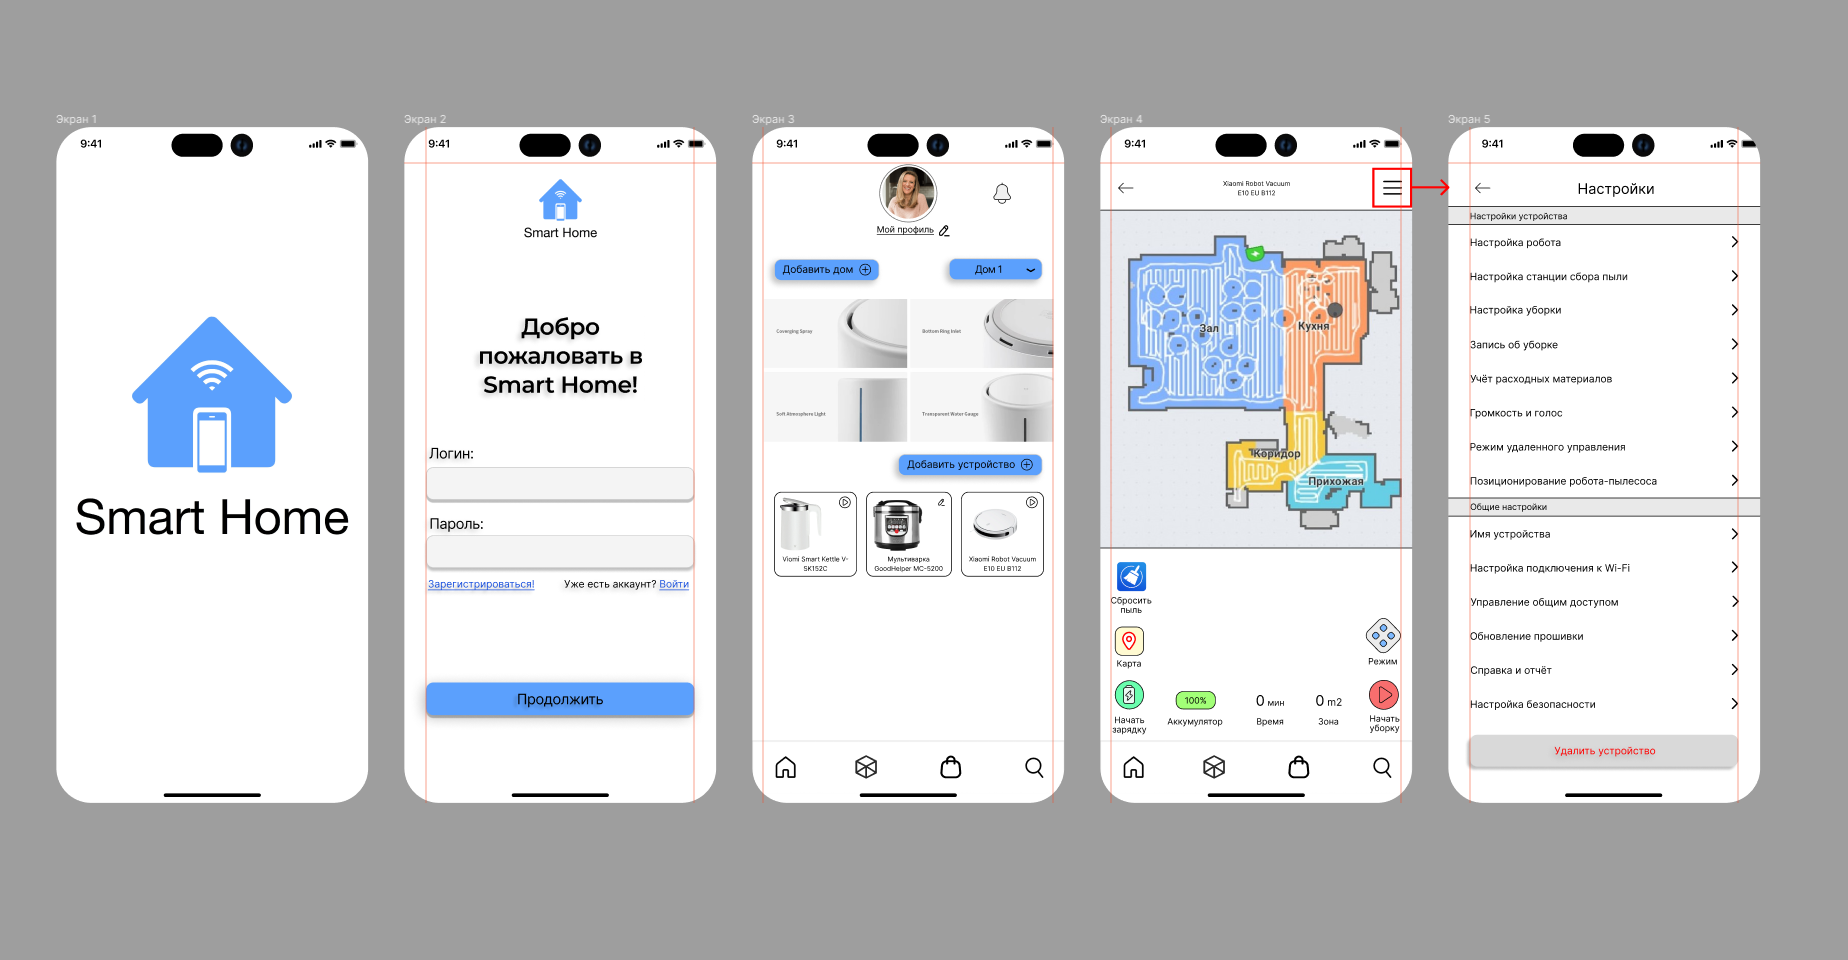 Экран 1
9:41
Smart Home
Экран 2
9:41
Smart Home
Добро
пожаловать в
Smart Home!
Логин:
Пароль:
Зарегистрироваться!
Уже есть аккаунт? Войти
Продолжить
Экран 3
9:41
Мой профиль
Добавить дом
Дом 1
Coverging Spray
Bottom Ring Inlet
Soft Atmosphere Light
Transparent Water Gauge
Добавить устройство
Viomi Smart Kettle V-
SK152C
Мультиварка
GoodHelper MC-5200
Xiaomi Robot Vacuum
E10 EU B112
Экран 4
9:41
Xiaomi Robot Vacuum
E10 EU B112
Зал
Кухня
Коридор
Прихожая
Сбросить
пыль
Карта
Режим
Начать
зарядку
100%
Аккумулятор
0 мин
Время
0 m2
Зона
Начать
уборку
Экран 5
9:41
Настройки
Настройки устройства
Настройка робота
Настройка станции сбора пыли
Настройка уборки
Запись об уборке
Учёт расходных материалов
Громкость и голос
Режим удаленного управления
Позиционирование робота-пылесоса
Общие настройки
Имя устройства
Настройка подключения к Wi-Fi
Управление общим доступом
Обновление прошивки
Справка и отчёт
Настройка безопасности
Удалить устройство